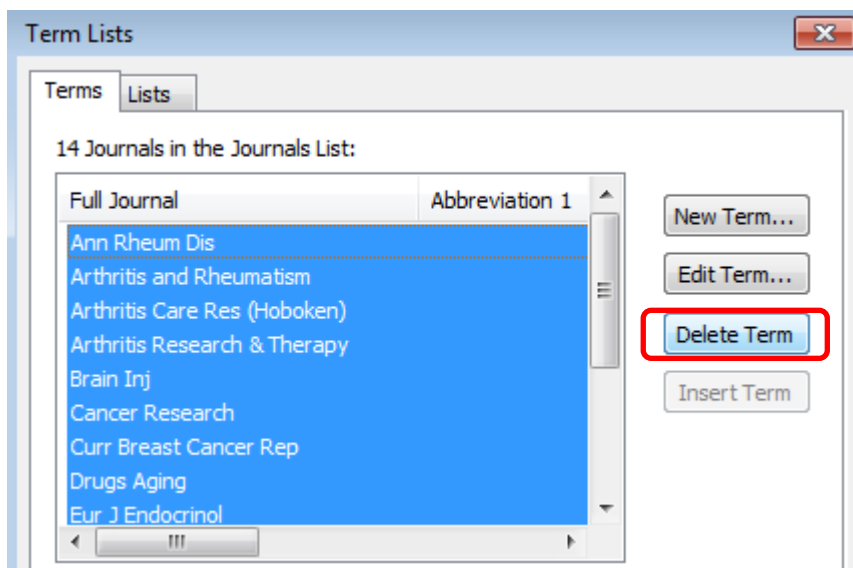 Term Lists
Terms Lists
14 Journals in the Journals List:
Full Journal Abbreviation 1
Ann Rheum Dis
Arthritis and Rheumatism
Arthritis Care Res (Hoboken)
Arthritis Research & Therapy
Brain Inj
Cancer Research
Curr Breast Cancer Rep
Drugs Aging
Eur J Endocrinol
New Term...
Edit Term...
Delete Term
Insert Term